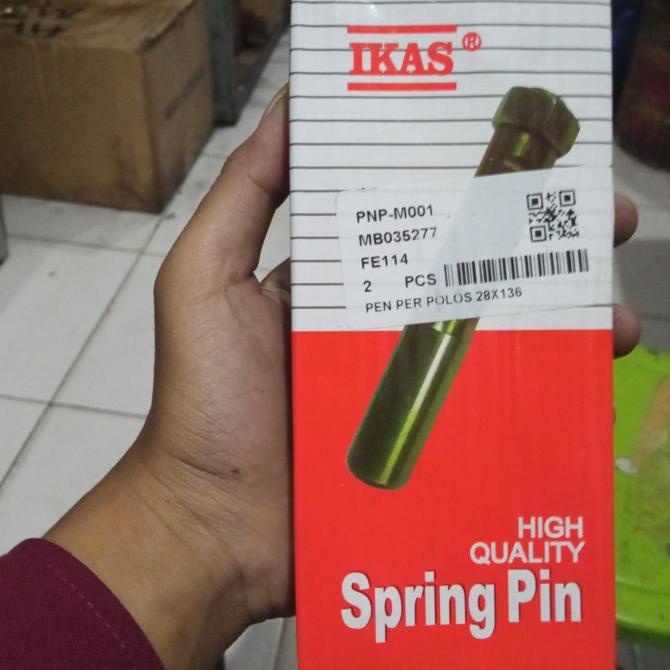 IKAS®
PNP-M001
MB035277
FE114
2 PCS
PEN PER POLOS 28X136
HIGH
QUALITY
Spring Pin